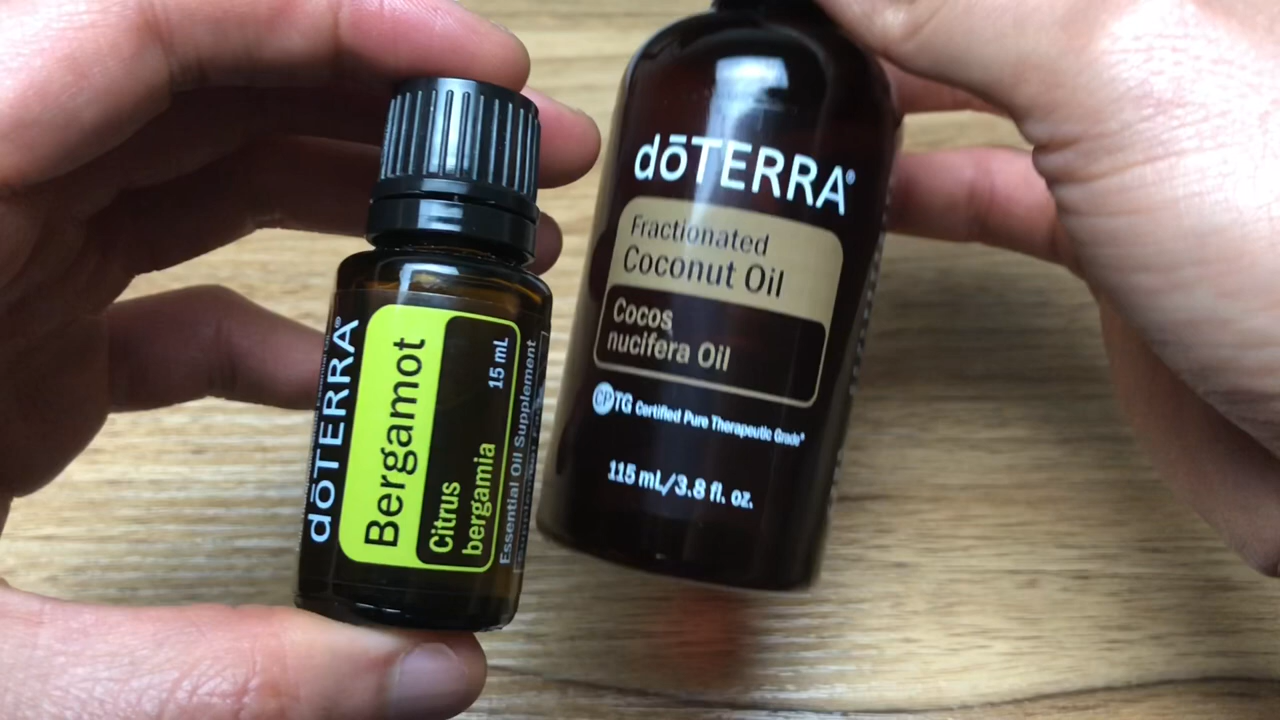 dōTERRA®
Bergamot
Citrus
bergamia
15 mL
Essential Oil Supplement
dōTERRA®
Fractionated
Coconut Oil
Cocos
nucifera Oil
CPTG Certified Pure Therapeutic Grade®
115 mL/3.8 fl. oz.